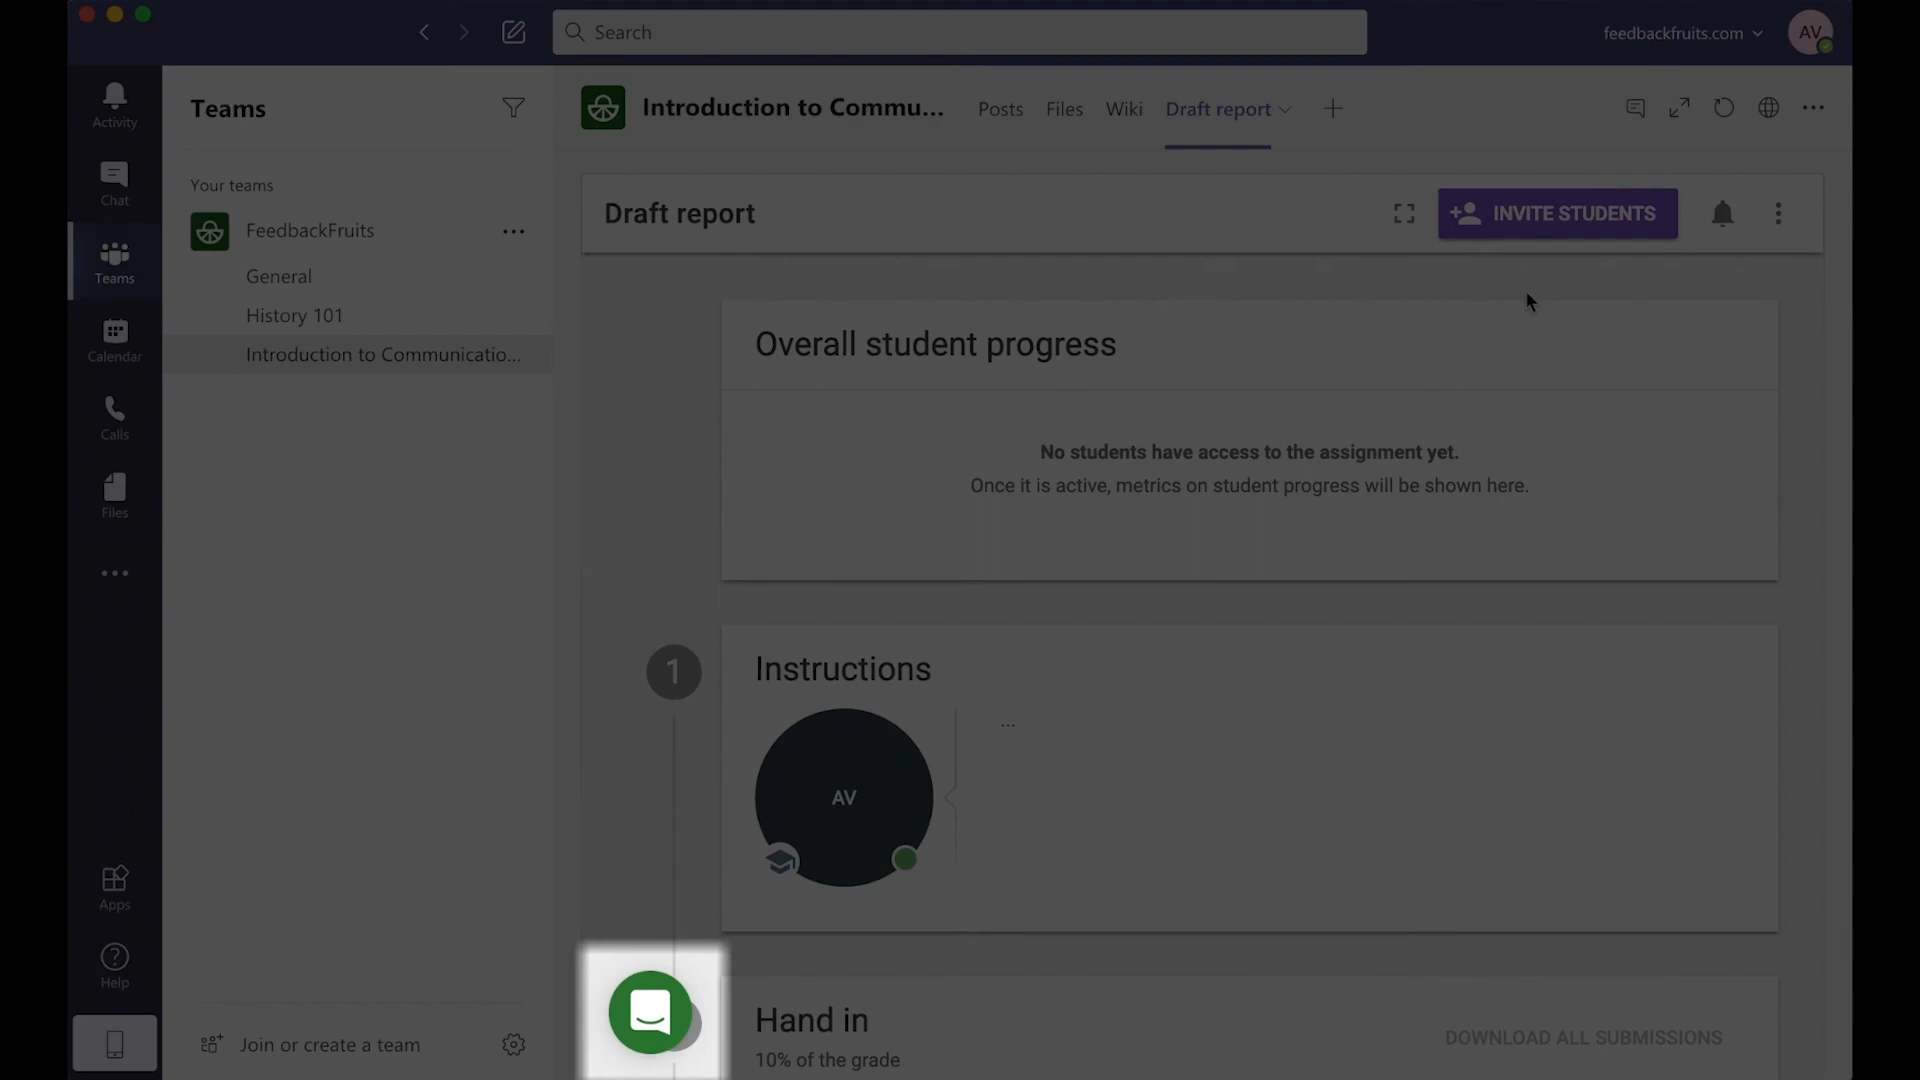 Search
feedbackfruits.com
AV
Activity
Chat
Teams
Calendar
Calls
Files
Apps
Help
Teams
Your teams
FeedbackFruits
General
History 101
Introduction to Communicatio...
Join or create a team
Introduction to Commu... Posts Files Wiki Draft report
Draft report
INVITE STUDENTS
Overall student progress
No students have access to the assignment yet.
Once it is active, metrics on student progress will be shown here.
1
Instructions
...
AV
Hand in
10% of the grade
DOWNLOAD ALL SUBMISSIONS